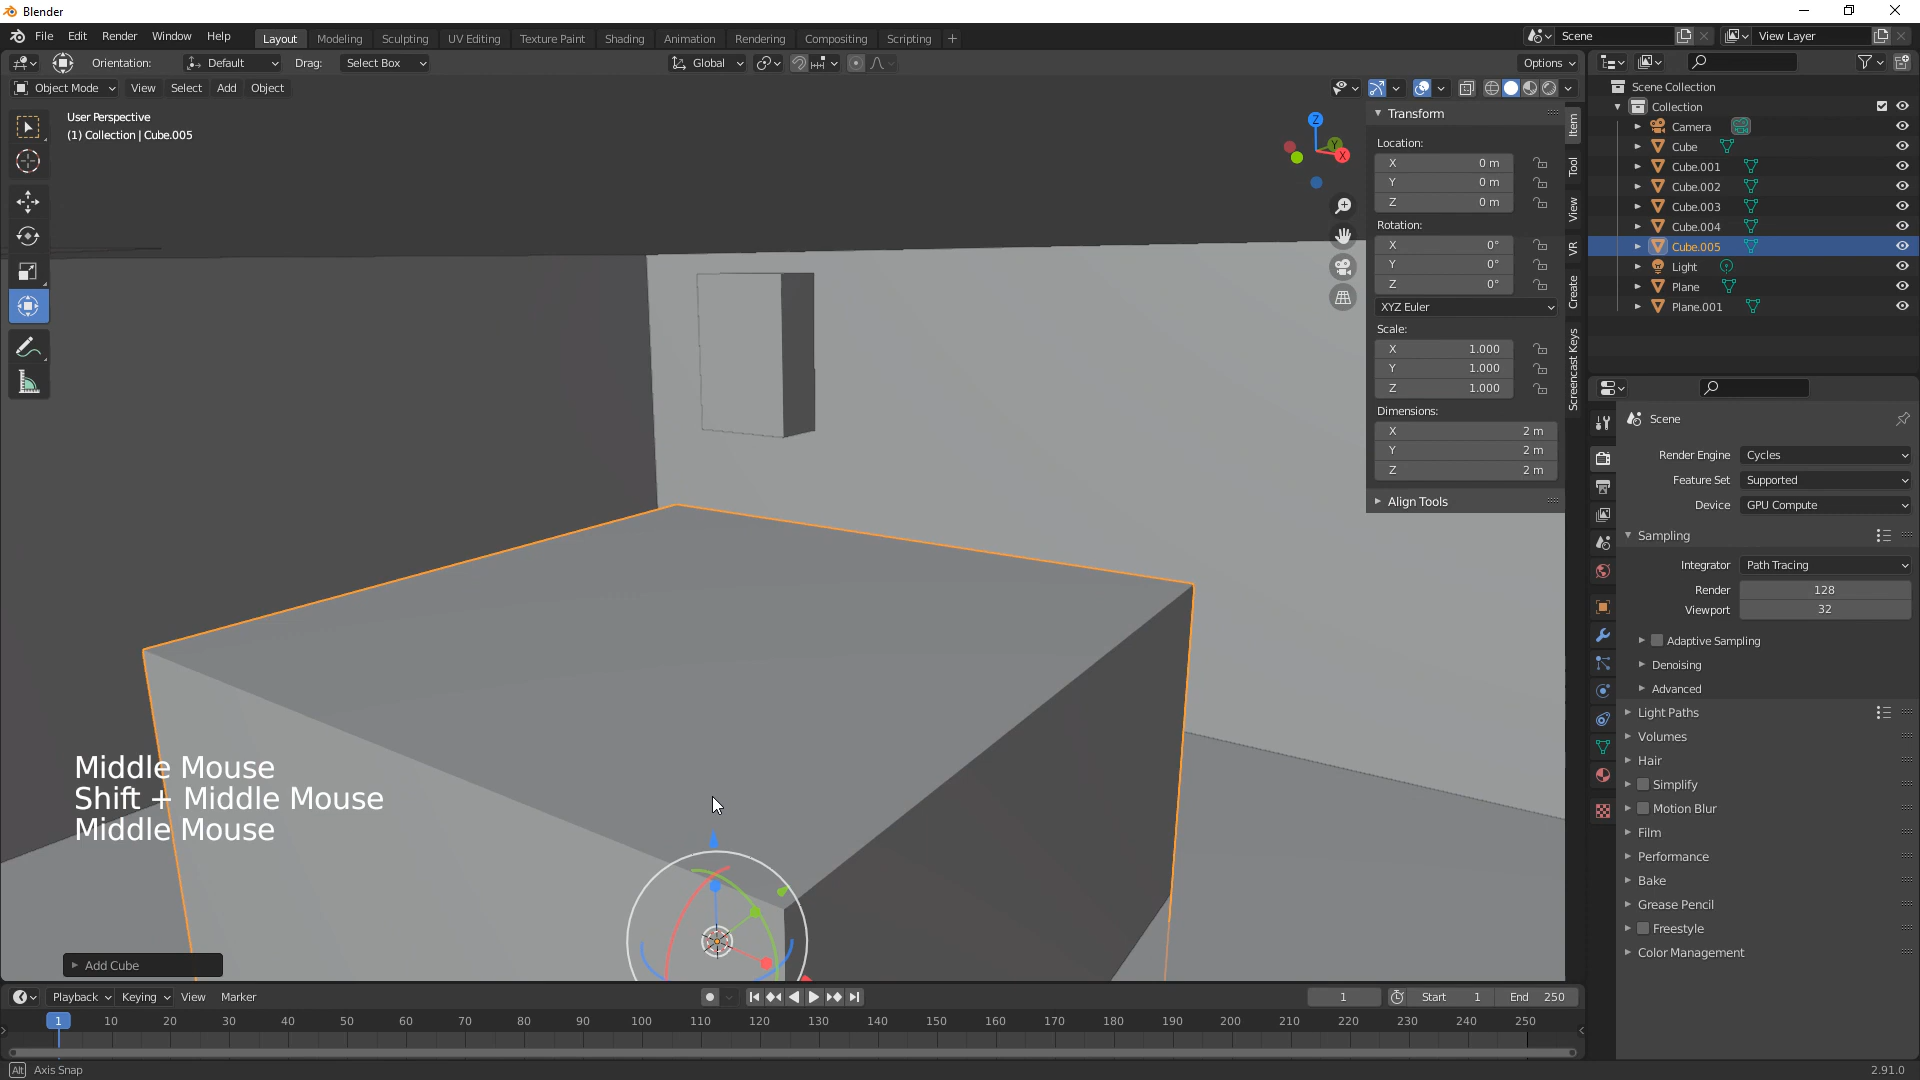 Blender
File Edit Render Window Help
Layout Modeling Sculpting UV Editing Texture Paint Shading Animation Rendering Compositing Scripting +
Scene
View Layer
Orientation: Default Drag: Select Box
Global
Options
Object Mode View Select Add Object
User Perspective
(1) Collection | Cube.005
Z
Y
X
Transform
Location:
X 0 m
Y 0 m
Z 0 m
Rotation:
X 0°
Y 0°
Z 0°
XYZ Euler
Scale:
X 1.000
Y 1.000
Z 1.000
Dimensions:
X 2 m
Y 2 m
Z 2 m
Align Tools
Item
Tool
View
VR
Create
Screencast Keys
Scene Collection
Collection
Camera
Cube
Cube.001
Cube.002
Cube.003
Cube.004
Cube.005
Light
Plane
Plane.001
Scene
Render Engine Cycles
Feature Set Supported
Device GPU Compute
Sampling
Integrator Path Tracing
Render 128
Viewport 32
Adaptive Sampling
Denoising
Advanced
Light Paths
Volumes
Hair
Simplify
Motion Blur
Film
Performance
Bake
Grease Pencil
Freestyle
Color Management
Middle Mouse
Shift + Middle Mouse
Middle Mouse
Add Cube
Playback Keying View Marker
1
Start 1
End 250
1 10 20 30 40 50 60 70 80 90 100 110 120 130 140 150 160 170 180 190 200 210 220 230 240 250
Alt Axis Snap
2.91.0